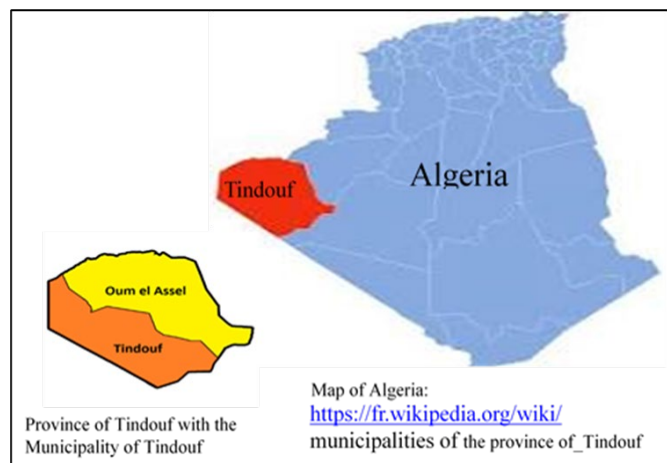 Algeria
Tindouf
Oum el Assel
Tindouf
Province of Tindouf with the
Municipality of Tindouf
Map of Algeria:
https://fr.wikipedia.org/wiki/
municipalities of the province of_Tindouf